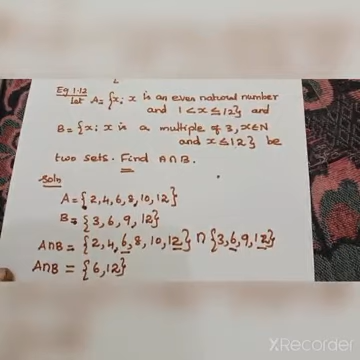 Eg 1.12
Let A = {x; x is an even natural number
and 1 < x ≤ 12} and
B = {x; x is a multiple of 3, x∈N
and x ≤ 12} be
two sets. Find A∩B.
Soln
A = {2,4,6,8,10,12}
B = {3,6,9,12}
A∩B = {2,4,6,8,10,12} ∩ {3,6,9,12}
A∩B = {6,12}
XRecorder